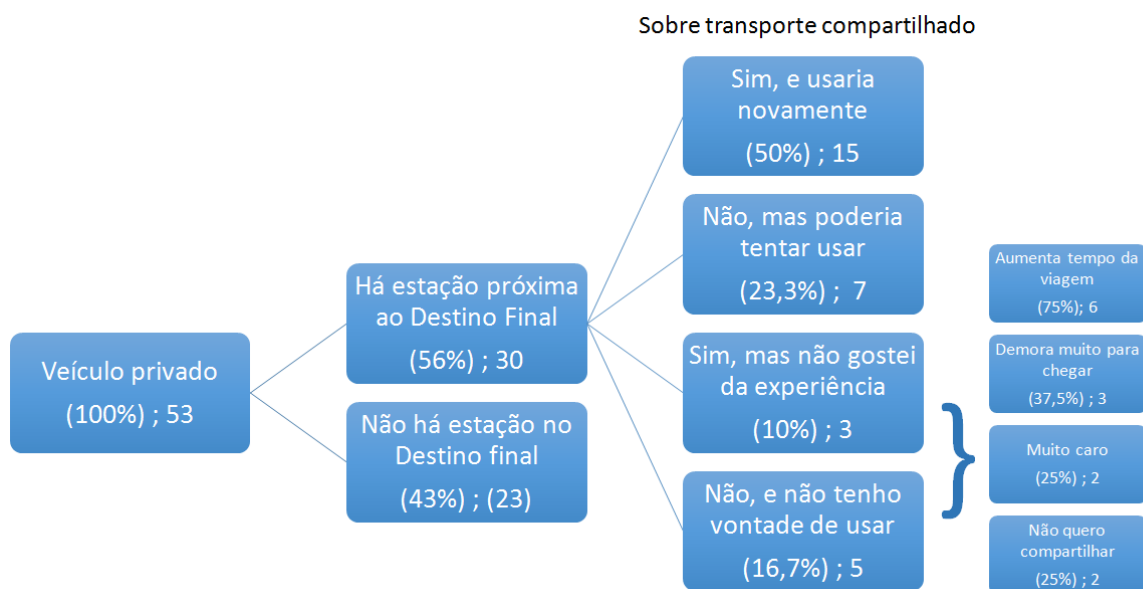 Sobre transporte compartilhado
Veículo privado
(100%) ; 53
Há estação próxima
ao Destino Final
(56%) ; 30
Não há estação no
Destino final
(43%) ; (23)
Sim, e usaria
novamente
(50%) ; 15
Não, mas poderia
tentar usar
(23,3%) ; 7
Sim, mas não gostei
da experiência
(10%) ; 3
Não, e não tenho
vontade de usar
(16,7%) ; 5
Aumenta tempo da
viagem
(75%); 6
Demora muito para
chegar
(37,5%) ; 3
Muito caro
(25%) ; 2
Não quero
compartilhar
(25%) ; 2